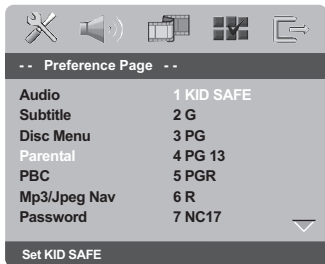 -- Preference Page --
Audio 1 KID SAFE
Subtitle 2 G
Disc Menu 3 PG
Parental 4 PG 13
PBC 5 PGR
Mp3/Jpeg Nav 6 R
Password 7 NC17
Set KID SAFE